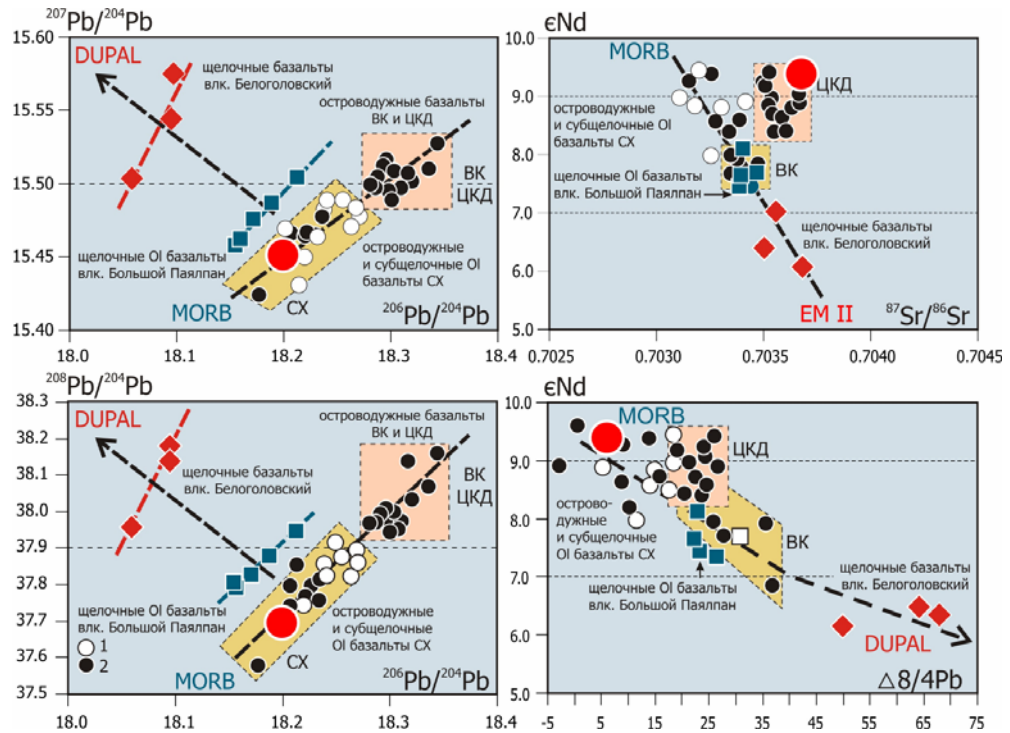 ²⁰⁷Pb/²⁰⁴Pb
15.60
15.55
15.50
15.45
15.40
DUPAL
щелочные базальты
влк. Белоголовский
островодужные базальты
ВК и ЦКД
ВК
ЦКД
щелочные Ol базальты
влк. Большой Паялпан
островодужные
и субщелочные Ol
базальты СХ
MORB
СХ
²⁰⁶Pb/²⁰⁴Pb
18.0
18.1
18.2
18.3
18.4
ϵNd
10.0
9.0
8.0
7.0
6.0
5.0
MORB
ЦКД
островодужные
и субщелочные Ol
базальты СХ
ВК
щелочные Ol базальты
влк. Большой Паялпан
щелочные базальты
влк. Белоголовский
EM II
⁸⁷Sr/⁸⁶Sr
0.7025
0.7030
0.7035
0.7040
0.7045
²⁰⁸Pb/²⁰⁴Pb
38.3
38.2
38.1
38.0
37.9
37.8
37.7
37.6
37.5
DUPAL
островодужные базальты
ВК и ЦКД
щелочные базальты
влк. Белоголовский
ВК
ЦКД
щелочные Ol базальты
влк. Большой Паялпан
1
2
островодужные
и субщелочные
Ol базальты СХ
MORB
СХ
²⁰⁶Pb/²⁰⁴Pb
18.0
18.1
18.2
18.3
18.4
ϵNd
10.0
9.0
8.0
7.0
6.0
5.0
MORB
ЦКД
острово-
дужные
и субщелочные
Ol базальты СХ
ВК
щелочные базальты
влк. Белоголовский
щелочные Ol базальты
влк. Большой Паялпан
DUPAL
△8/4Pb
-5
5
15
25
35
45
55
65
75